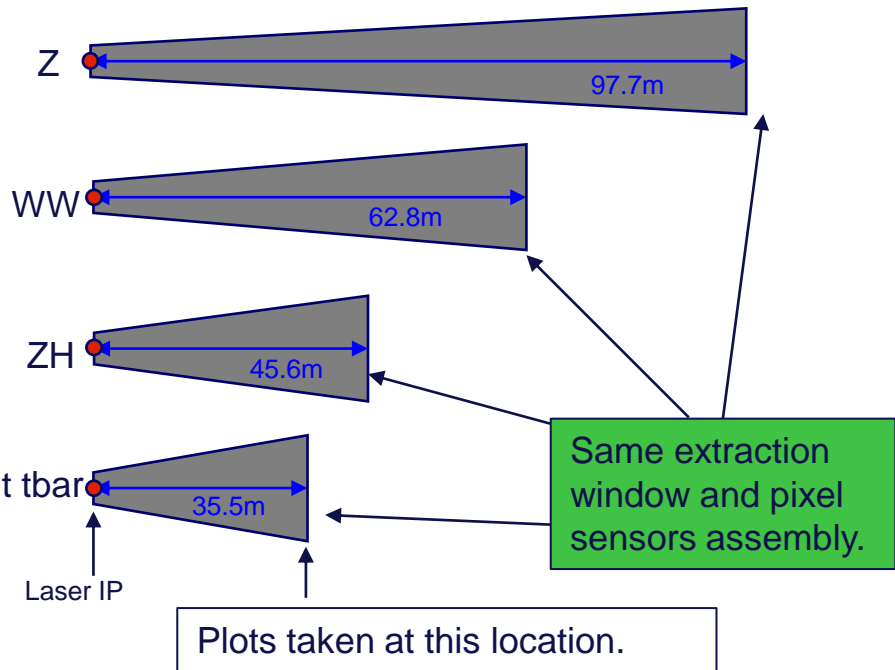 Z
97.7m
WW
62.8m
ZH
45.6m
t tbar
35.5m
Same extraction
window and pixel
sensors assembly.
Laser IP
Plots taken at this location.